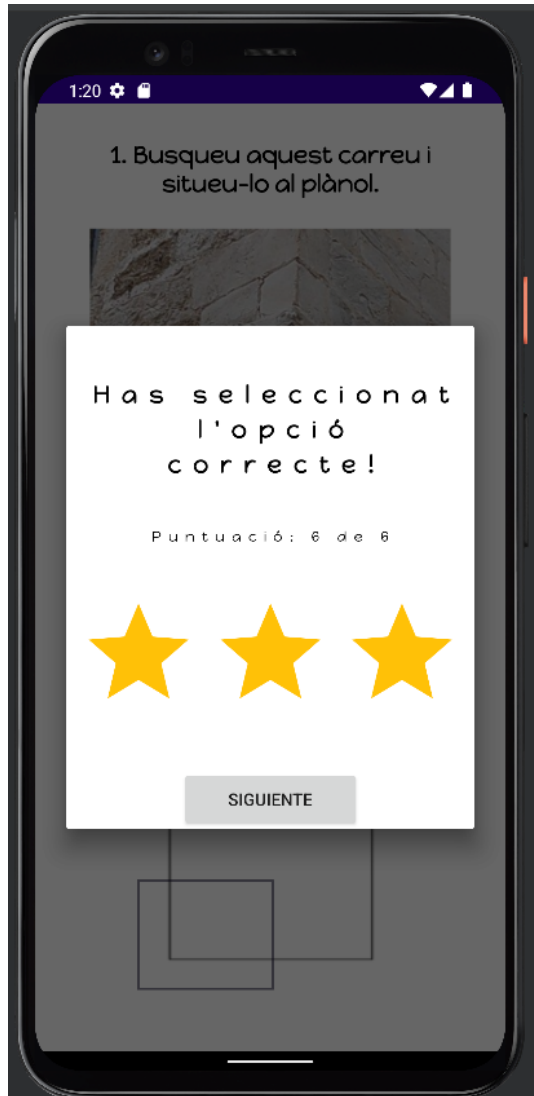 1:20
1. Busqueu aquest carreu i
situeu-lo al plànol.
Has seleccionat
l'opció
correcte!
Puntuació: 6 de 6
SIGUIENTE